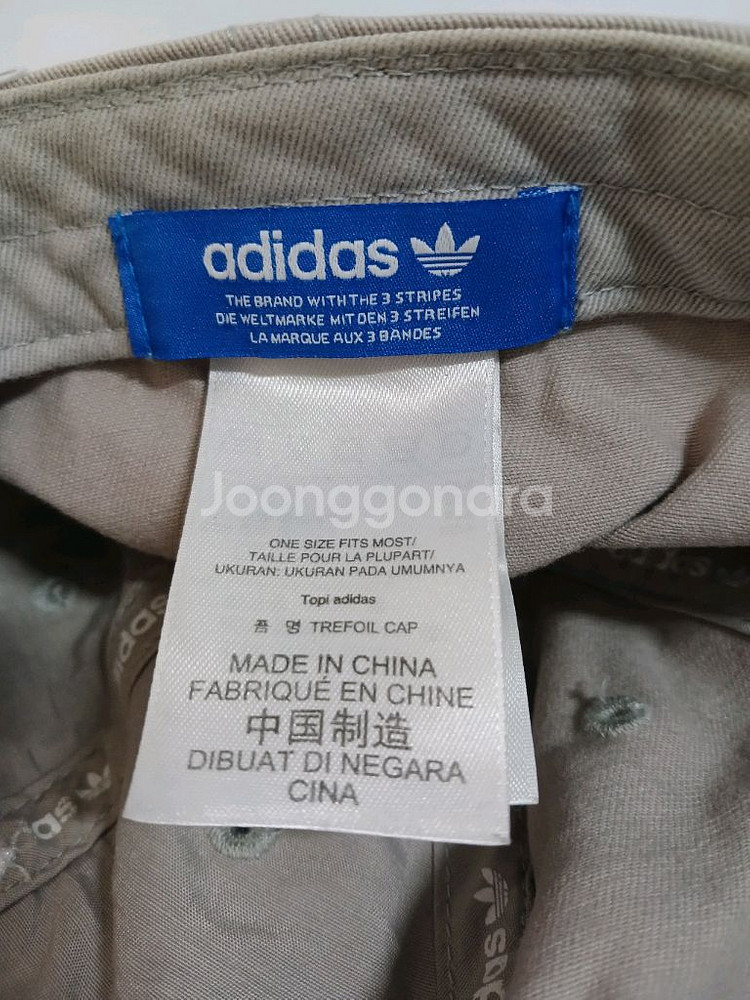 adidas
THE BRAND WITH THE 3 STRIPES
DIE WELTMARKE MIT DEN 3 STREIFEN
LA MARQUE AUX 3 BANDES
Joonggonara
ONE SIZE FITS MOST/
TAILLE POUR LA PLUPART/
UKURAN: UKURAN PADA UMUMNYA
Topi adidas
품 명 TREFOIL CAP
MADE IN CHINA
FABRIQUÉ EN CHINE
中国制造
DIBUAT DI NEGARA
CINA